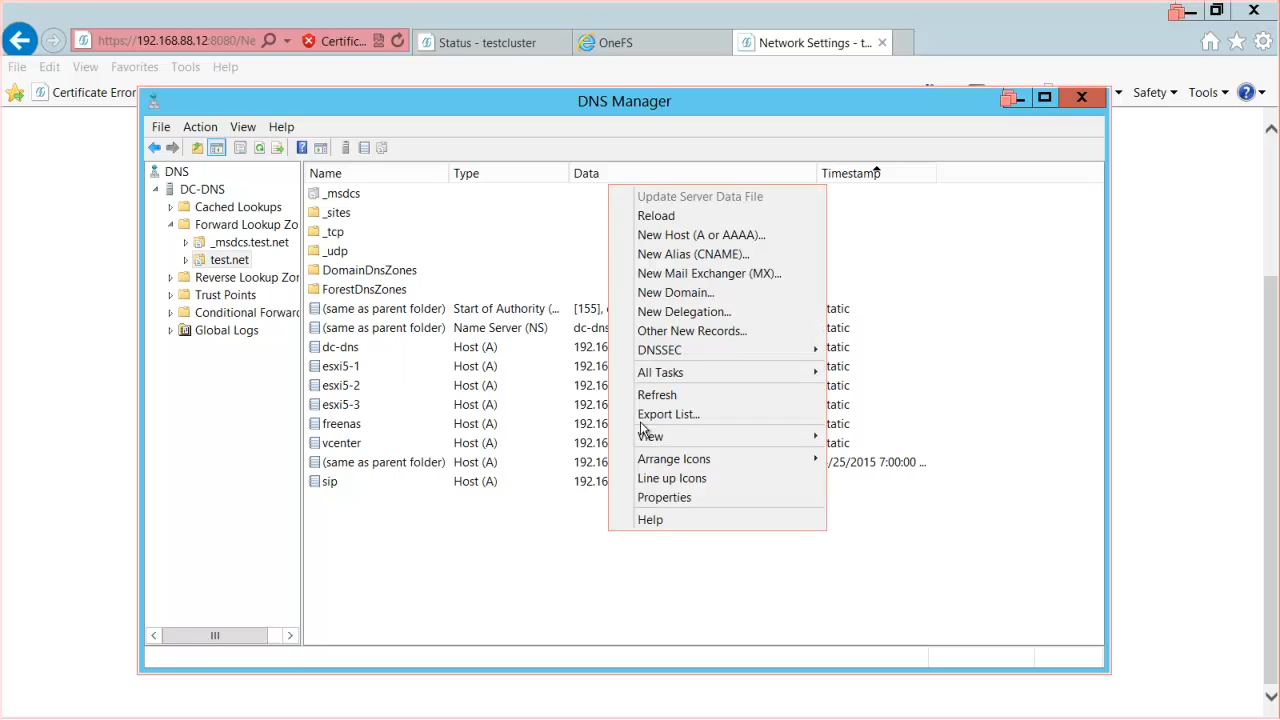 https://192.168.88.12:8080/Ne
Certific...
Status - testcluster
OneFS
Network Settings - t...
File Edit View Favorites Tools Help
Certificate Error
Safety
Tools
DNS Manager
File Action View Help
DNS
DC-DNS
Cached Lookups
Forward Lookup Zo
_msdcs.test.net
test.net
Reverse Lookup Zor
Trust Points
Conditional Forward
Global Logs
Name Type Data Timestamp
_msdcs
_sites
_tcp
_udp
DomainDnsZones
ForestDnsZones
(same as parent folder) Start of Authority (... [155], tatic
(same as parent folder) Name Server (NS) dc-dns tatic
dc-dns Host (A) 192.16 tatic
esxi5-1 Host (A) 192.16 tatic
esxi5-2 Host (A) 192.16 tatic
esxi5-3 Host (A) 192.16 tatic
freenas Host (A) 192.16 tatic
vcenter Host (A) 192.16 tatic
(same as parent folder) Host (A) 192.16 /25/2015 7:00:00 ...
sip Host (A) 192.16
Update Server Data File
Reload
New Host (A or AAAA)...
New Alias (CNAME)...
New Mail Exchanger (MX)...
New Domain...
New Delegation...
Other New Records...
DNSSEC
All Tasks
Refresh
Export List...
View
Arrange Icons
Line up Icons
Properties
Help